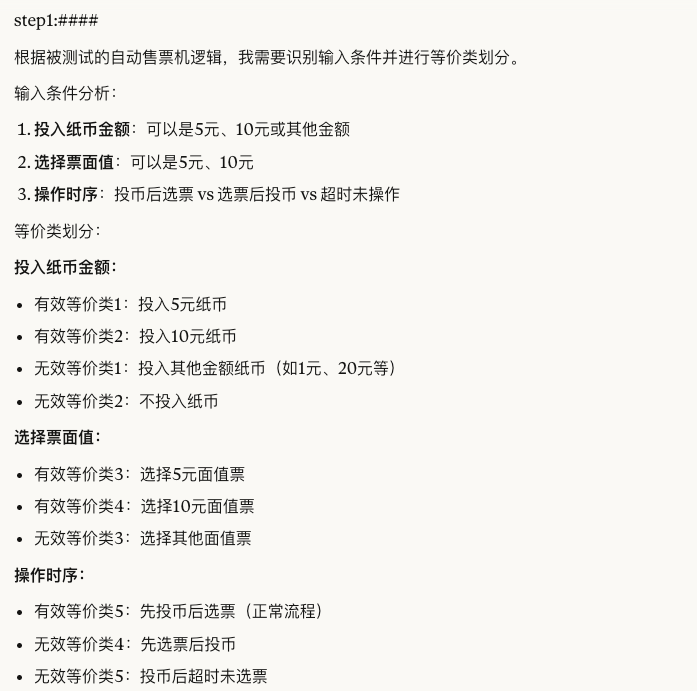 step1:####
根据被测试的自动售票机逻辑，我需要识别输入条件并进行等价类划分。
输入条件分析：
1. 投入纸币金额：可以是5元、10元或其他金额
2. 选择票面值：可以是5元、10元
3. 操作时序：投币后选票 vs 选票后投币 vs 超时未操作
等价类划分：
投入纸币金额：
• 有效等价类1：投入5元纸币
• 有效等价类2：投入10元纸币
• 无效等价类1：投入其他金额纸币（如1元、20元等）
• 无效等价类2：不投入纸币
选择票面值：
• 有效等价类3：选择5元面值票
• 有效等价类4：选择10元面值票
• 无效等价类3：选择其他面值票
操作时序：
• 有效等价类5：先投币后选票（正常流程）
• 无效等价类4：先选票后投币
• 无效等价类5：投币后超时未选票